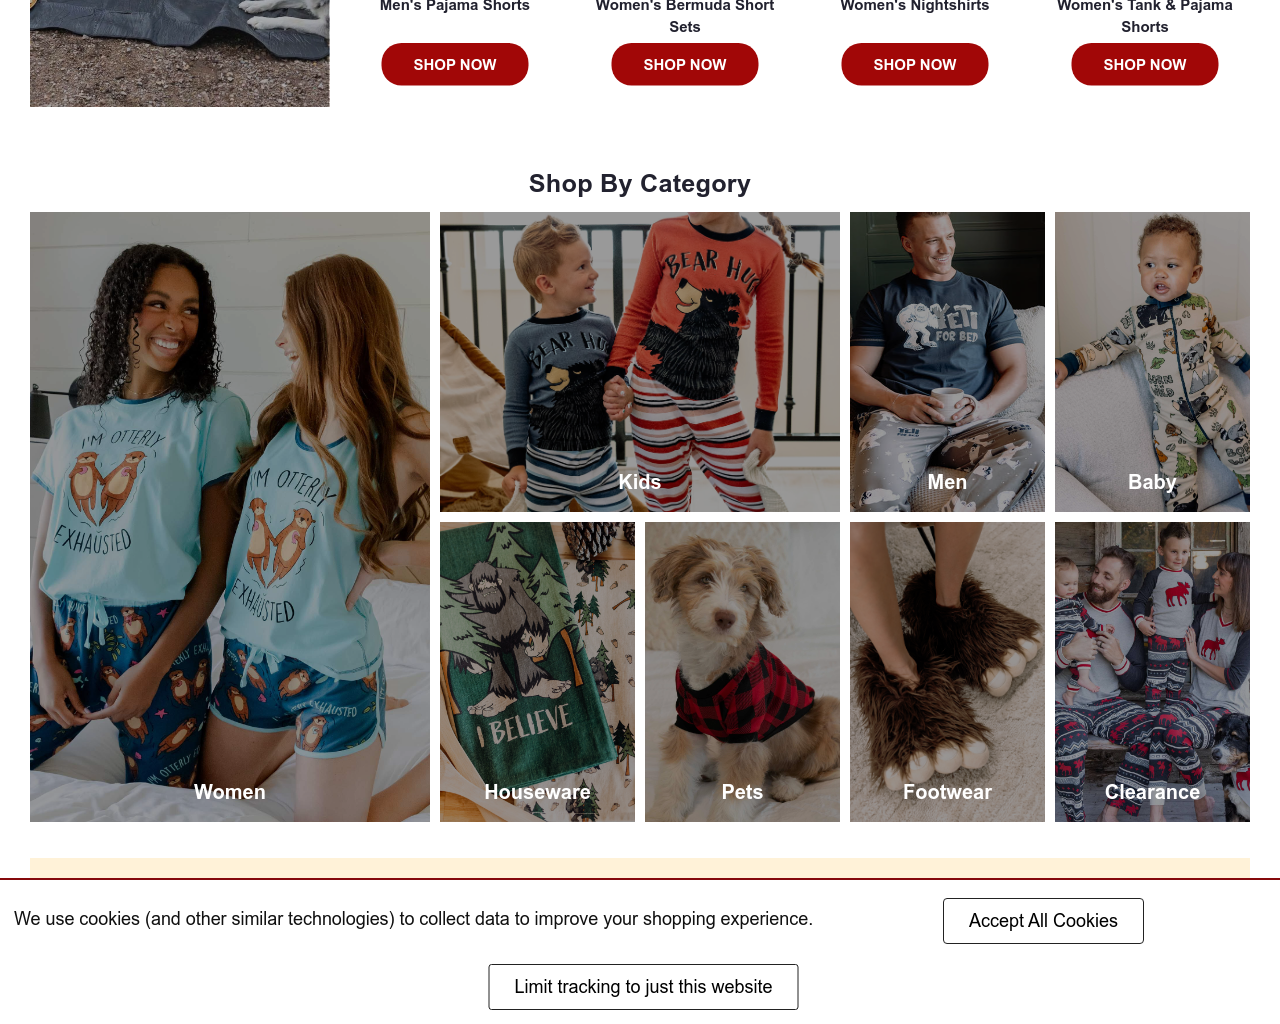 Men's Pajama Shorts
Women's Bermuda Short
Sets
Women's Nightshirts
Women's Tank & Pajama
Shorts
SHOP NOW
SHOP NOW
SHOP NOW
SHOP NOW
Shop By Category
I'M OTTERLY
EXHAUSTED
I'M OTTERLY
EXHAUSTED
Women
BEAR HUG
BEAR HUG
Kids
YETI
FOR BED
Men
BORN
WILD
Baby
I BELIEVE
Houseware
Pets
Footwear
Clearance
We use cookies (and other similar technologies) to collect data to improve your shopping experience.
Accept All Cookies
Limit tracking to just this website